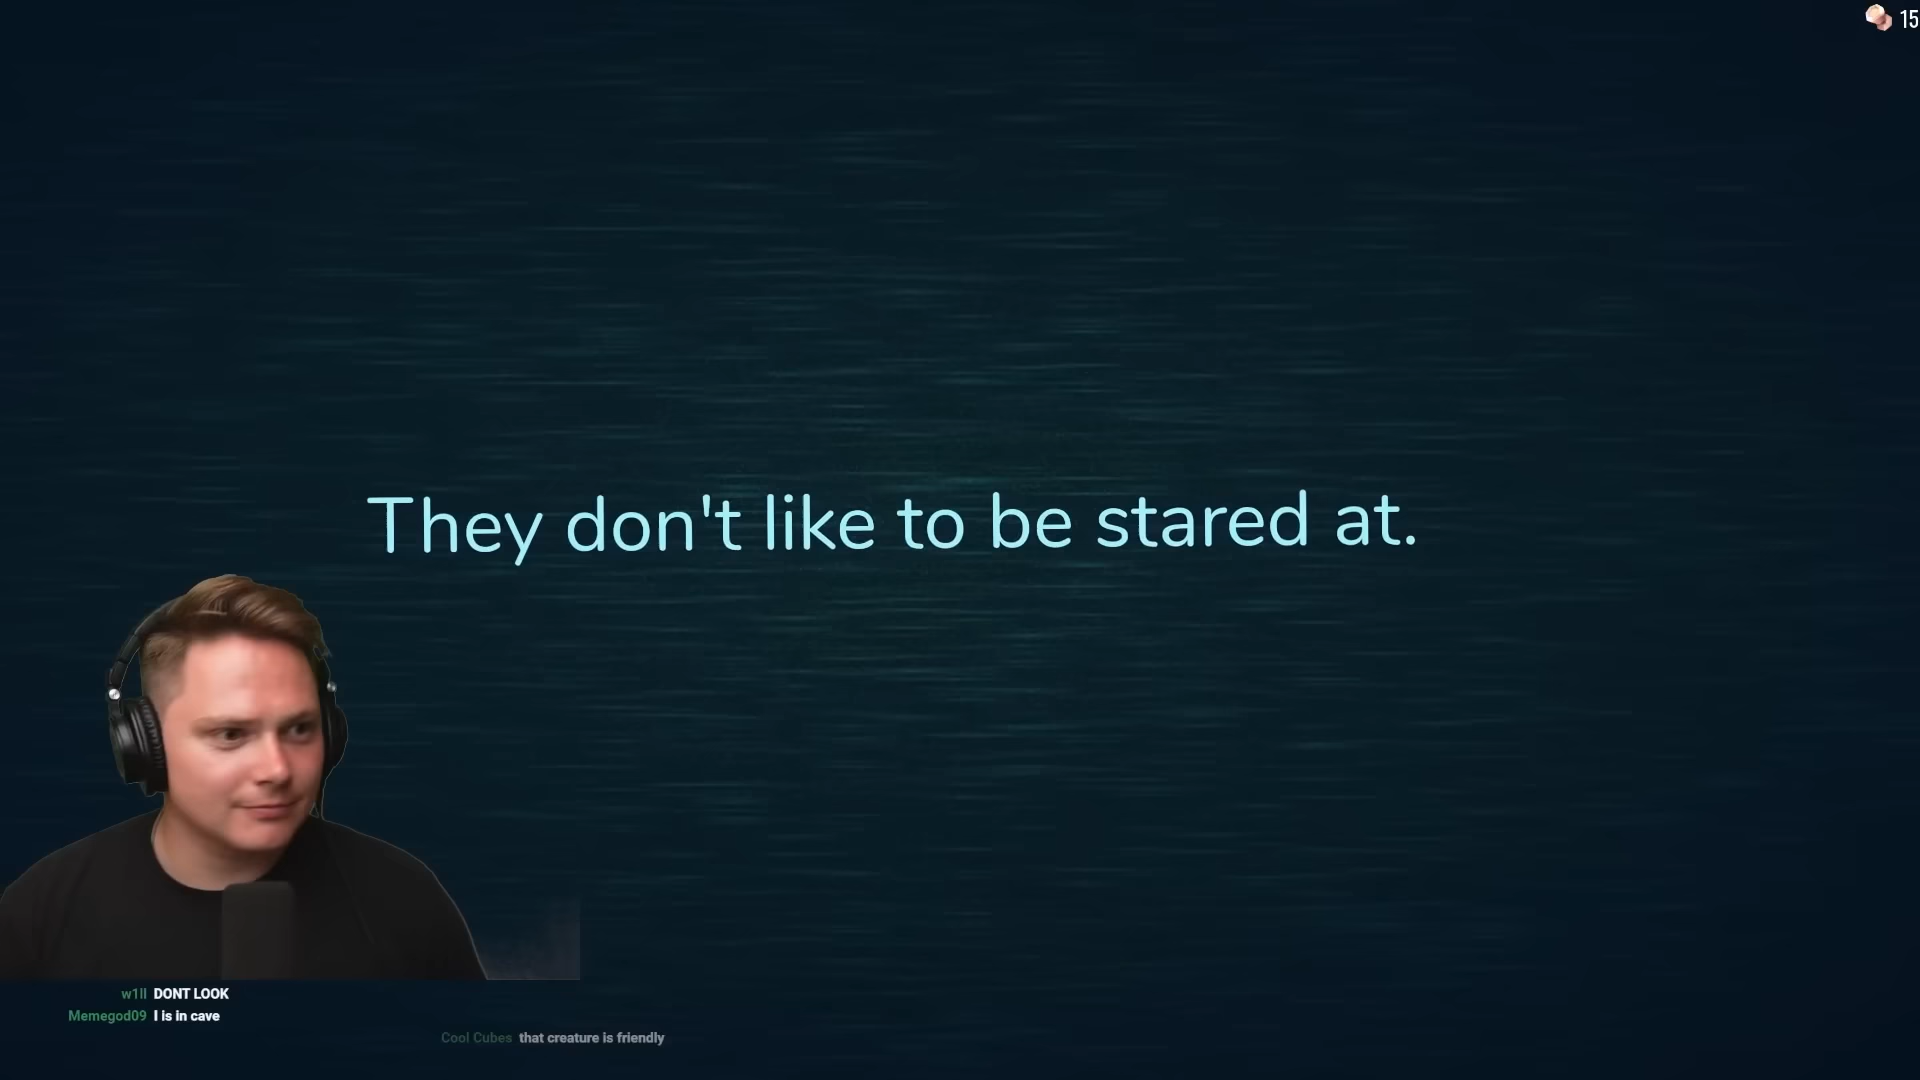 15
They don't like to be stared at.
w1ll DONT LOOK
Memegod09 I is in cave
Cool Cubes that creature is friendly